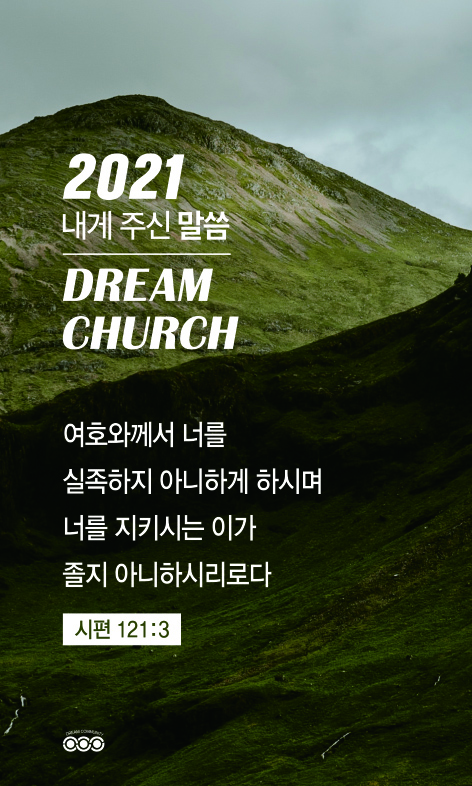 2021
내게 주신 말씀
DREAM
CHURCH
여호와께서 너를
실족하지 아니하게 하시며
너를 지키시는 이가
졸지 아니하시리로다
시편 121:3
DREAM COMMUNITY